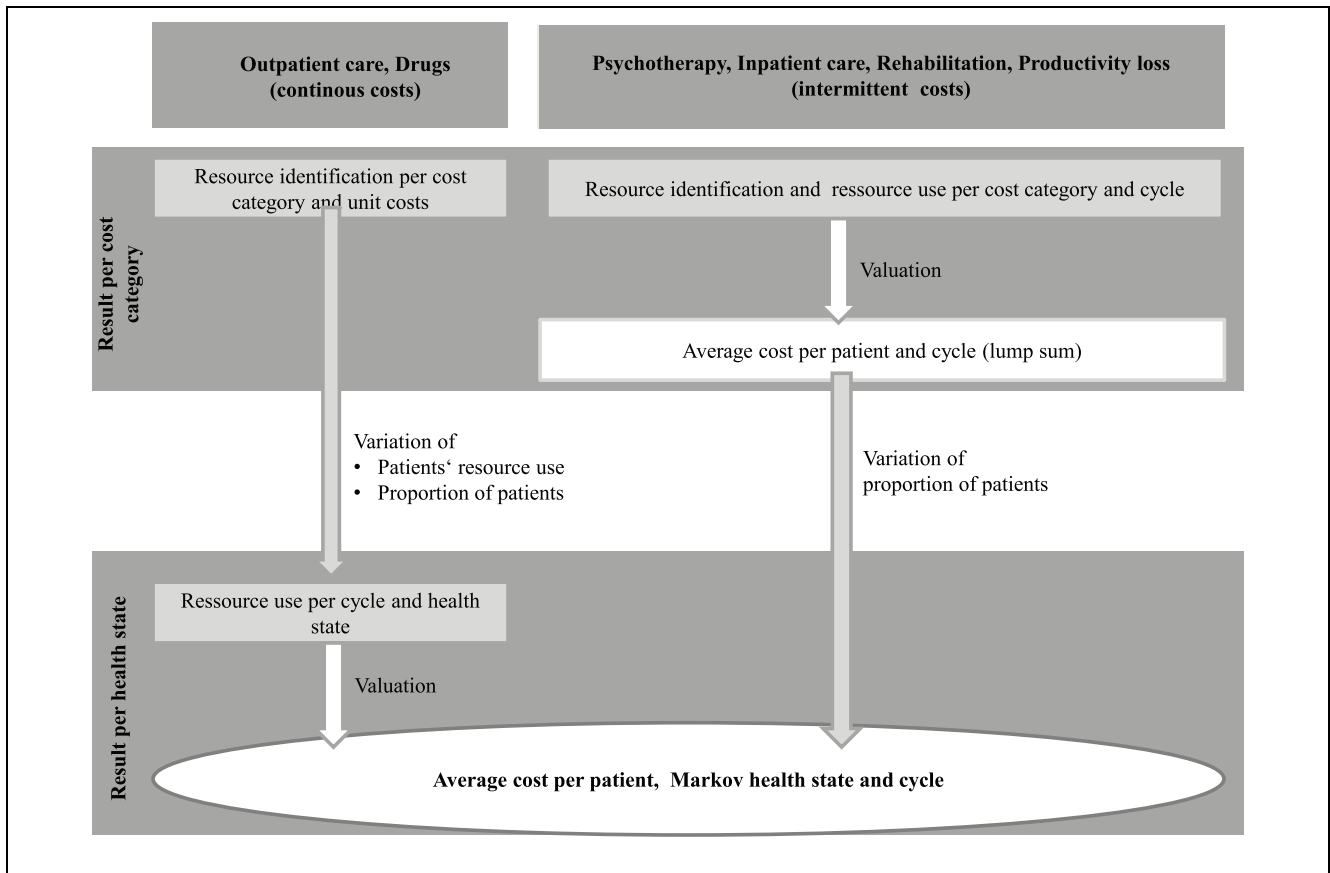 Outpatient care, Drugs
(continous costs)
Psychotherapy, Inpatient care, Rehabilitation, Productivity loss
(intermittent  costs)
Result per cost
category
Resource identification per cost
category and unit costs
Resource identification and  ressource use per cost category and cycle
Valuation
Average cost per patient and cycle (lump sum)
Variation of
• Patients‘ resource use
• Proportion of patients
Variation of
proportion of patients
Result per health state
Ressource use per cycle and health
state
Valuation
Average cost per patient,  Markov health state and cycle